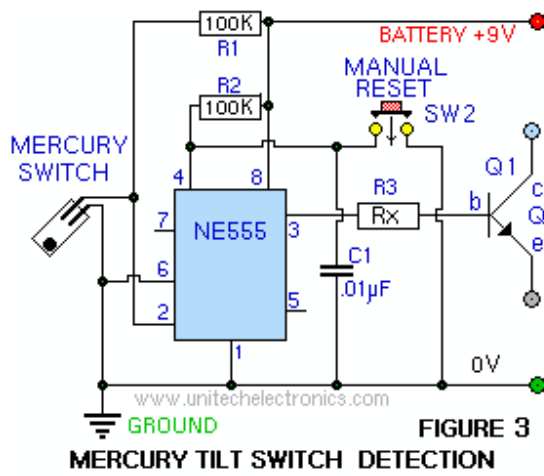 100K
R1
BATTERY +9V
R2
100K
MANUAL
RESET
SW2
MERCURY
SWITCH
4
8
Q1
c
R3
b
7
NE555
3
Rx
Q
e
6
C1
.01µF
5
2
1
0V
www.unitechelectronics.com
GROUND
FIGURE 3
MERCURY TILT SWITCH DETECTION